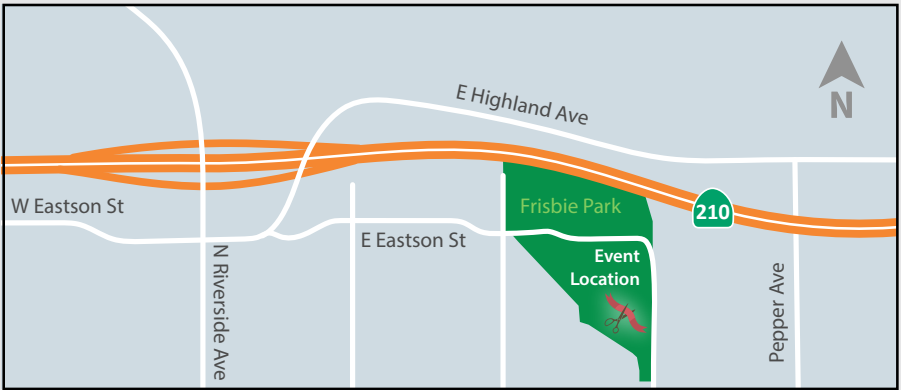 E Highland Ave
N
W Eastson St
Frisbie Park
210
E Eastson St
Event
Location
N Riverside Ave
Pepper Ave